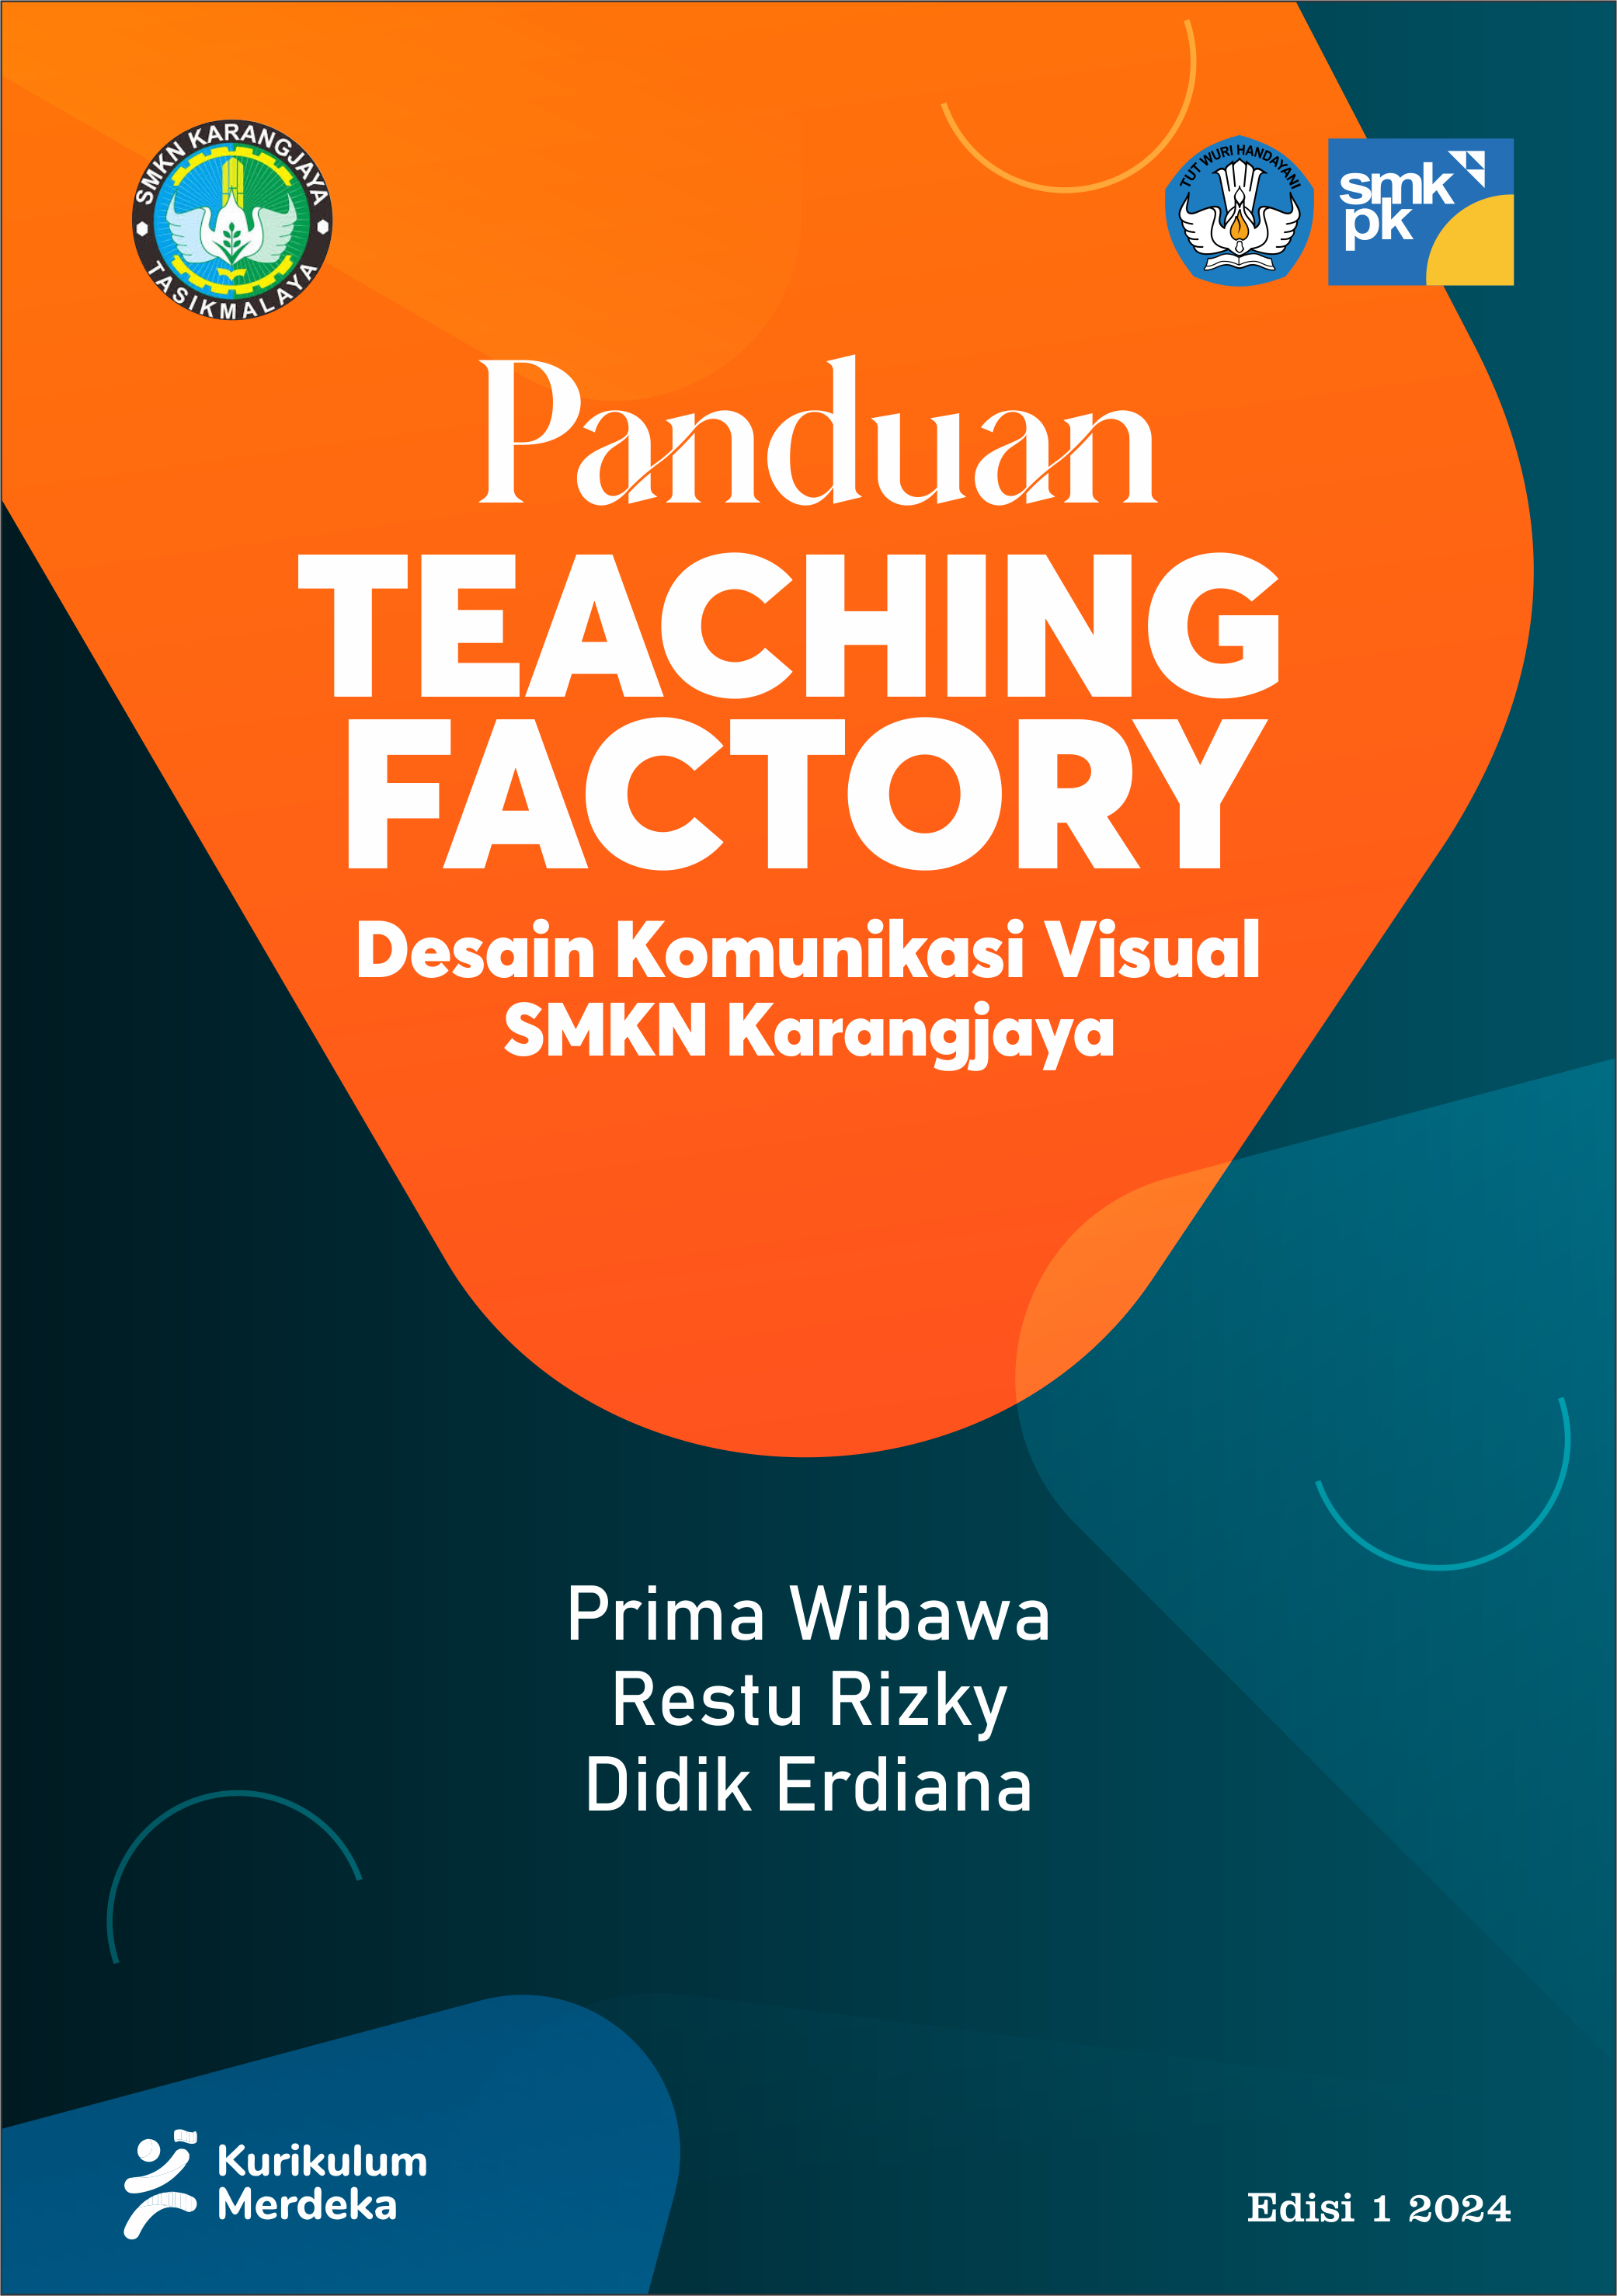 SMKN KARANGJAYA
TASIKMALAYA
TUT WURI HANDAYANI
smk
pk
Panduan
TEACHING
FACTORY
Desain Komunikasi Visual
SMKN Karangjaya
Prima Wibawa
Restu Rizky
Didik Erdiana
Kurikulum
Merdeka
Edisi 1 2024